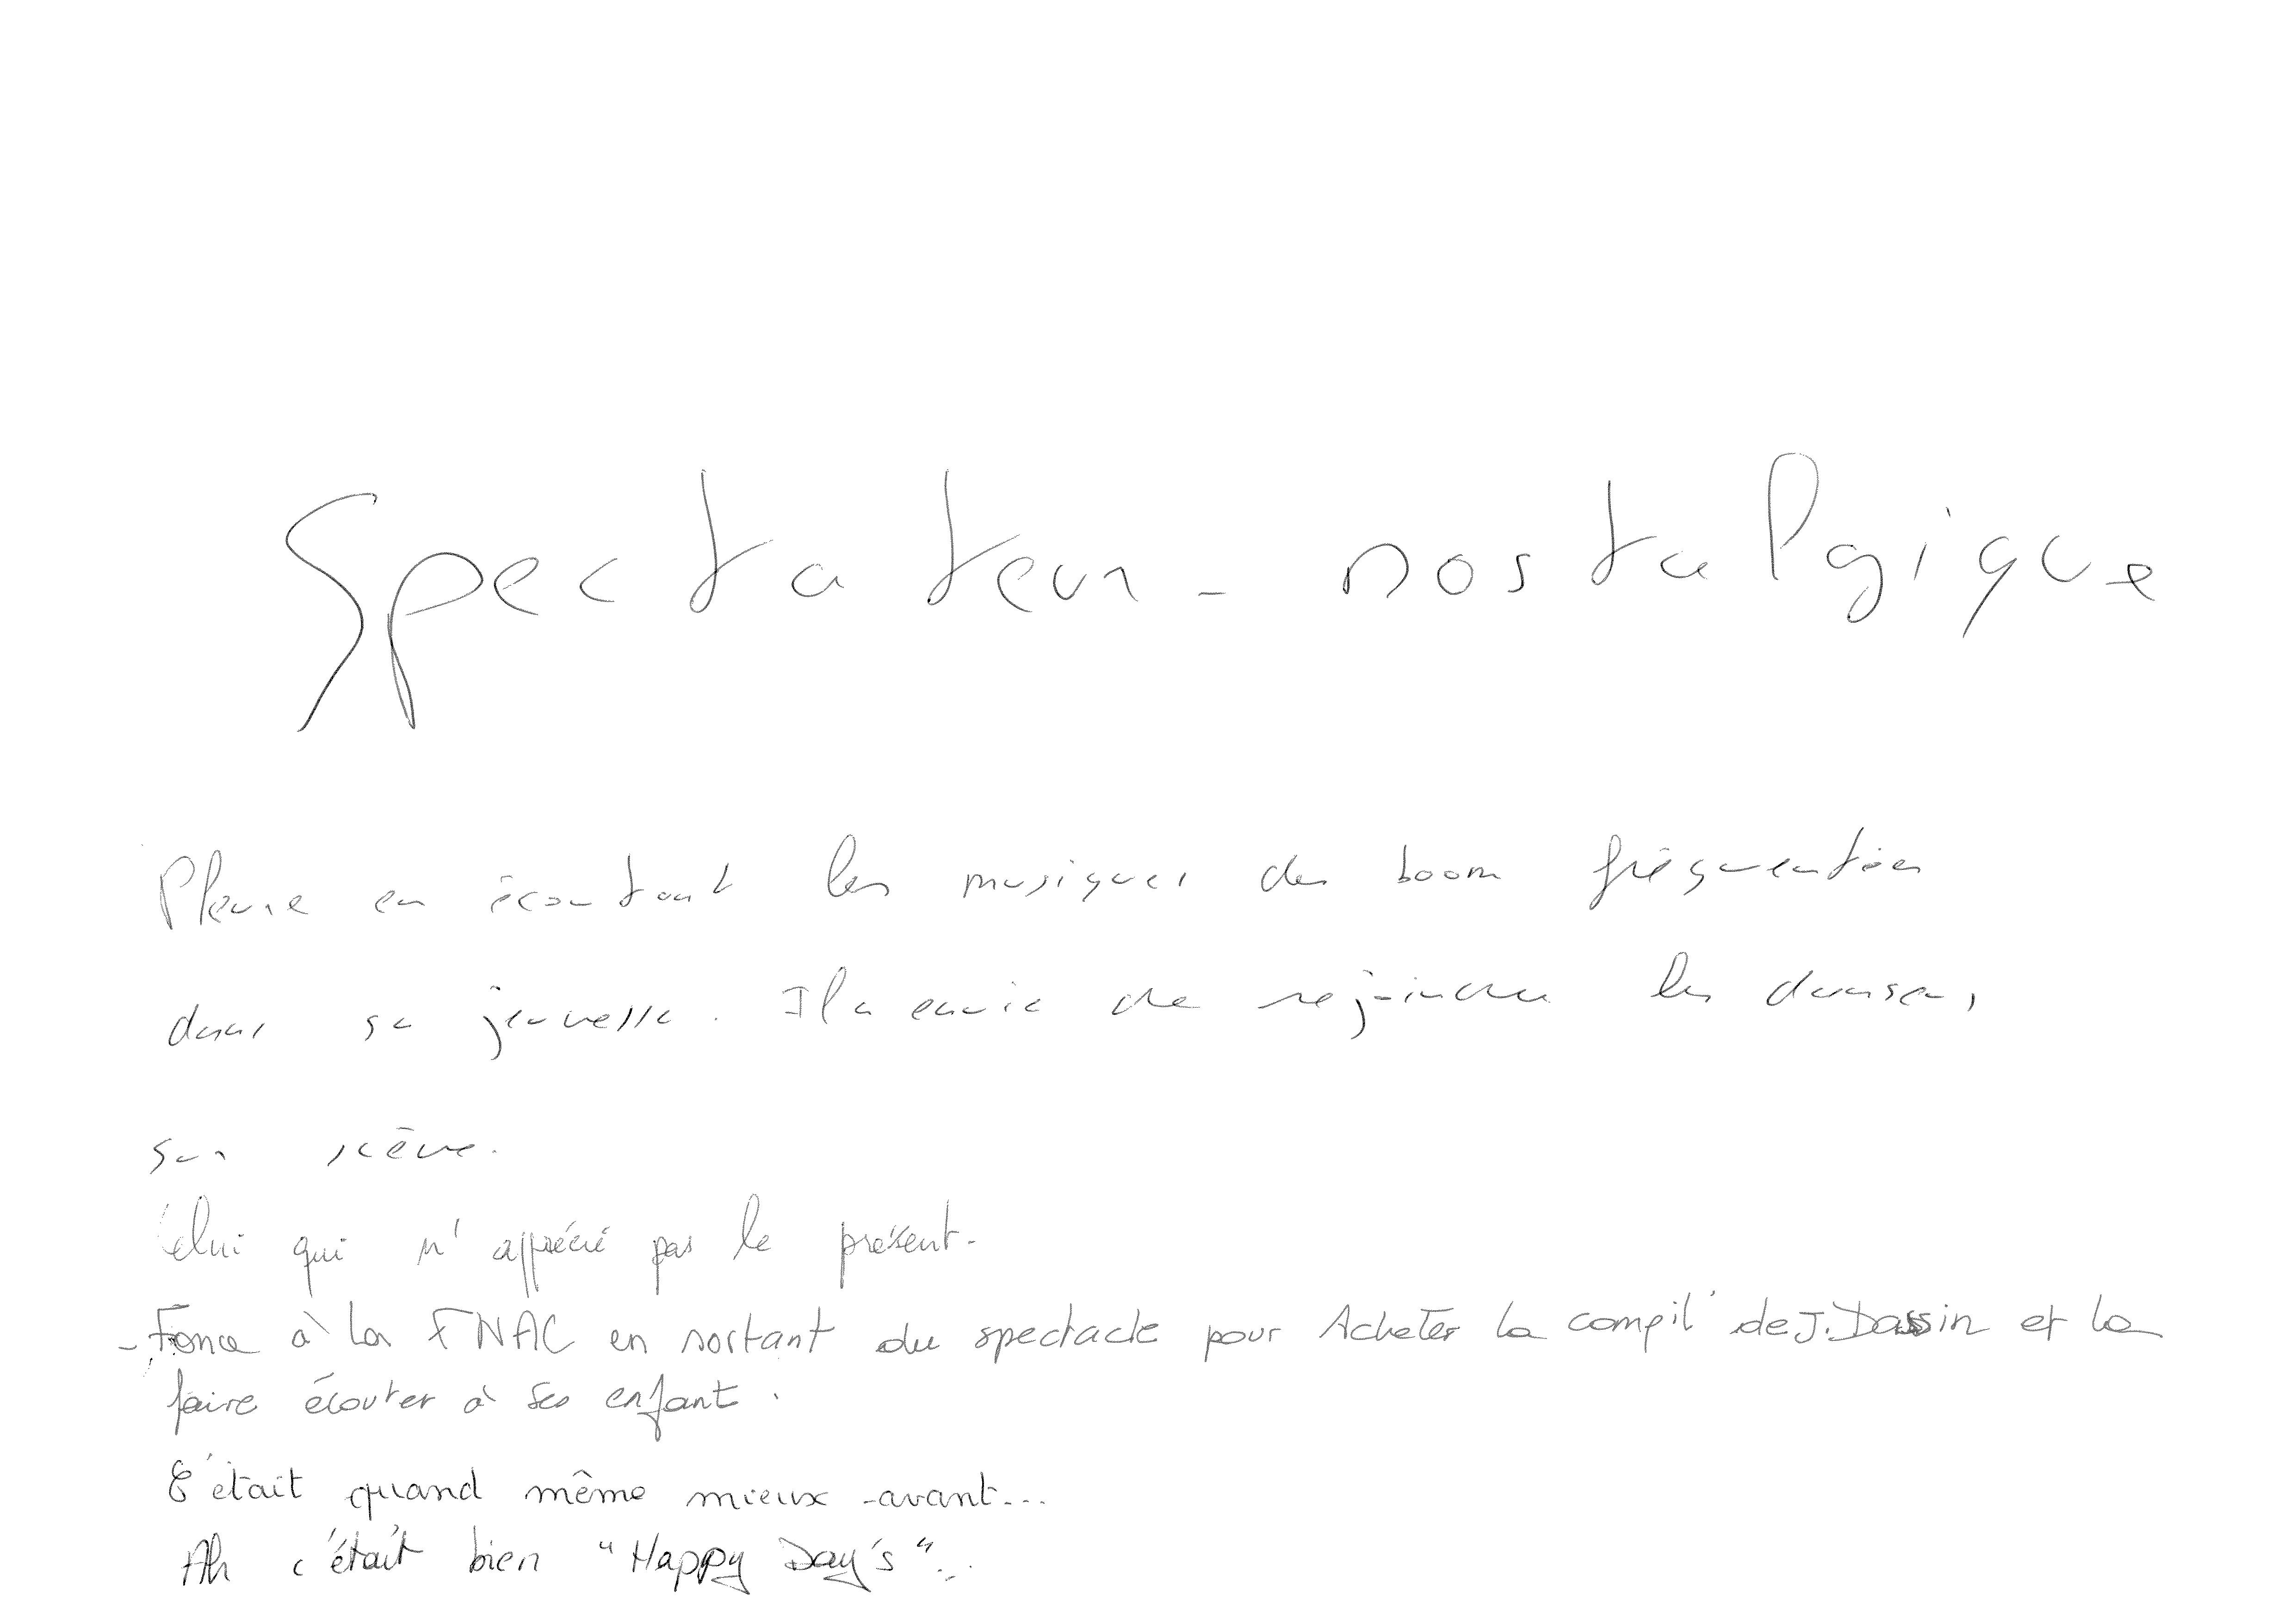 Spectateur - nostalgique
Pleure en écoutant les musiques des boom fréquentées
dans sa jeunesse. Il a envie de rejoindre les danseurs
sur scène.
Celui qui n'apprécié pas le présent.
- Fonce à la FNAC en sortant du spectacle pour Acheter la compil' de J. Dassin et la
faire écouter à ses enfant.
C'était quand même mieux avant...
Ah c'était bien "Happy Day's"...